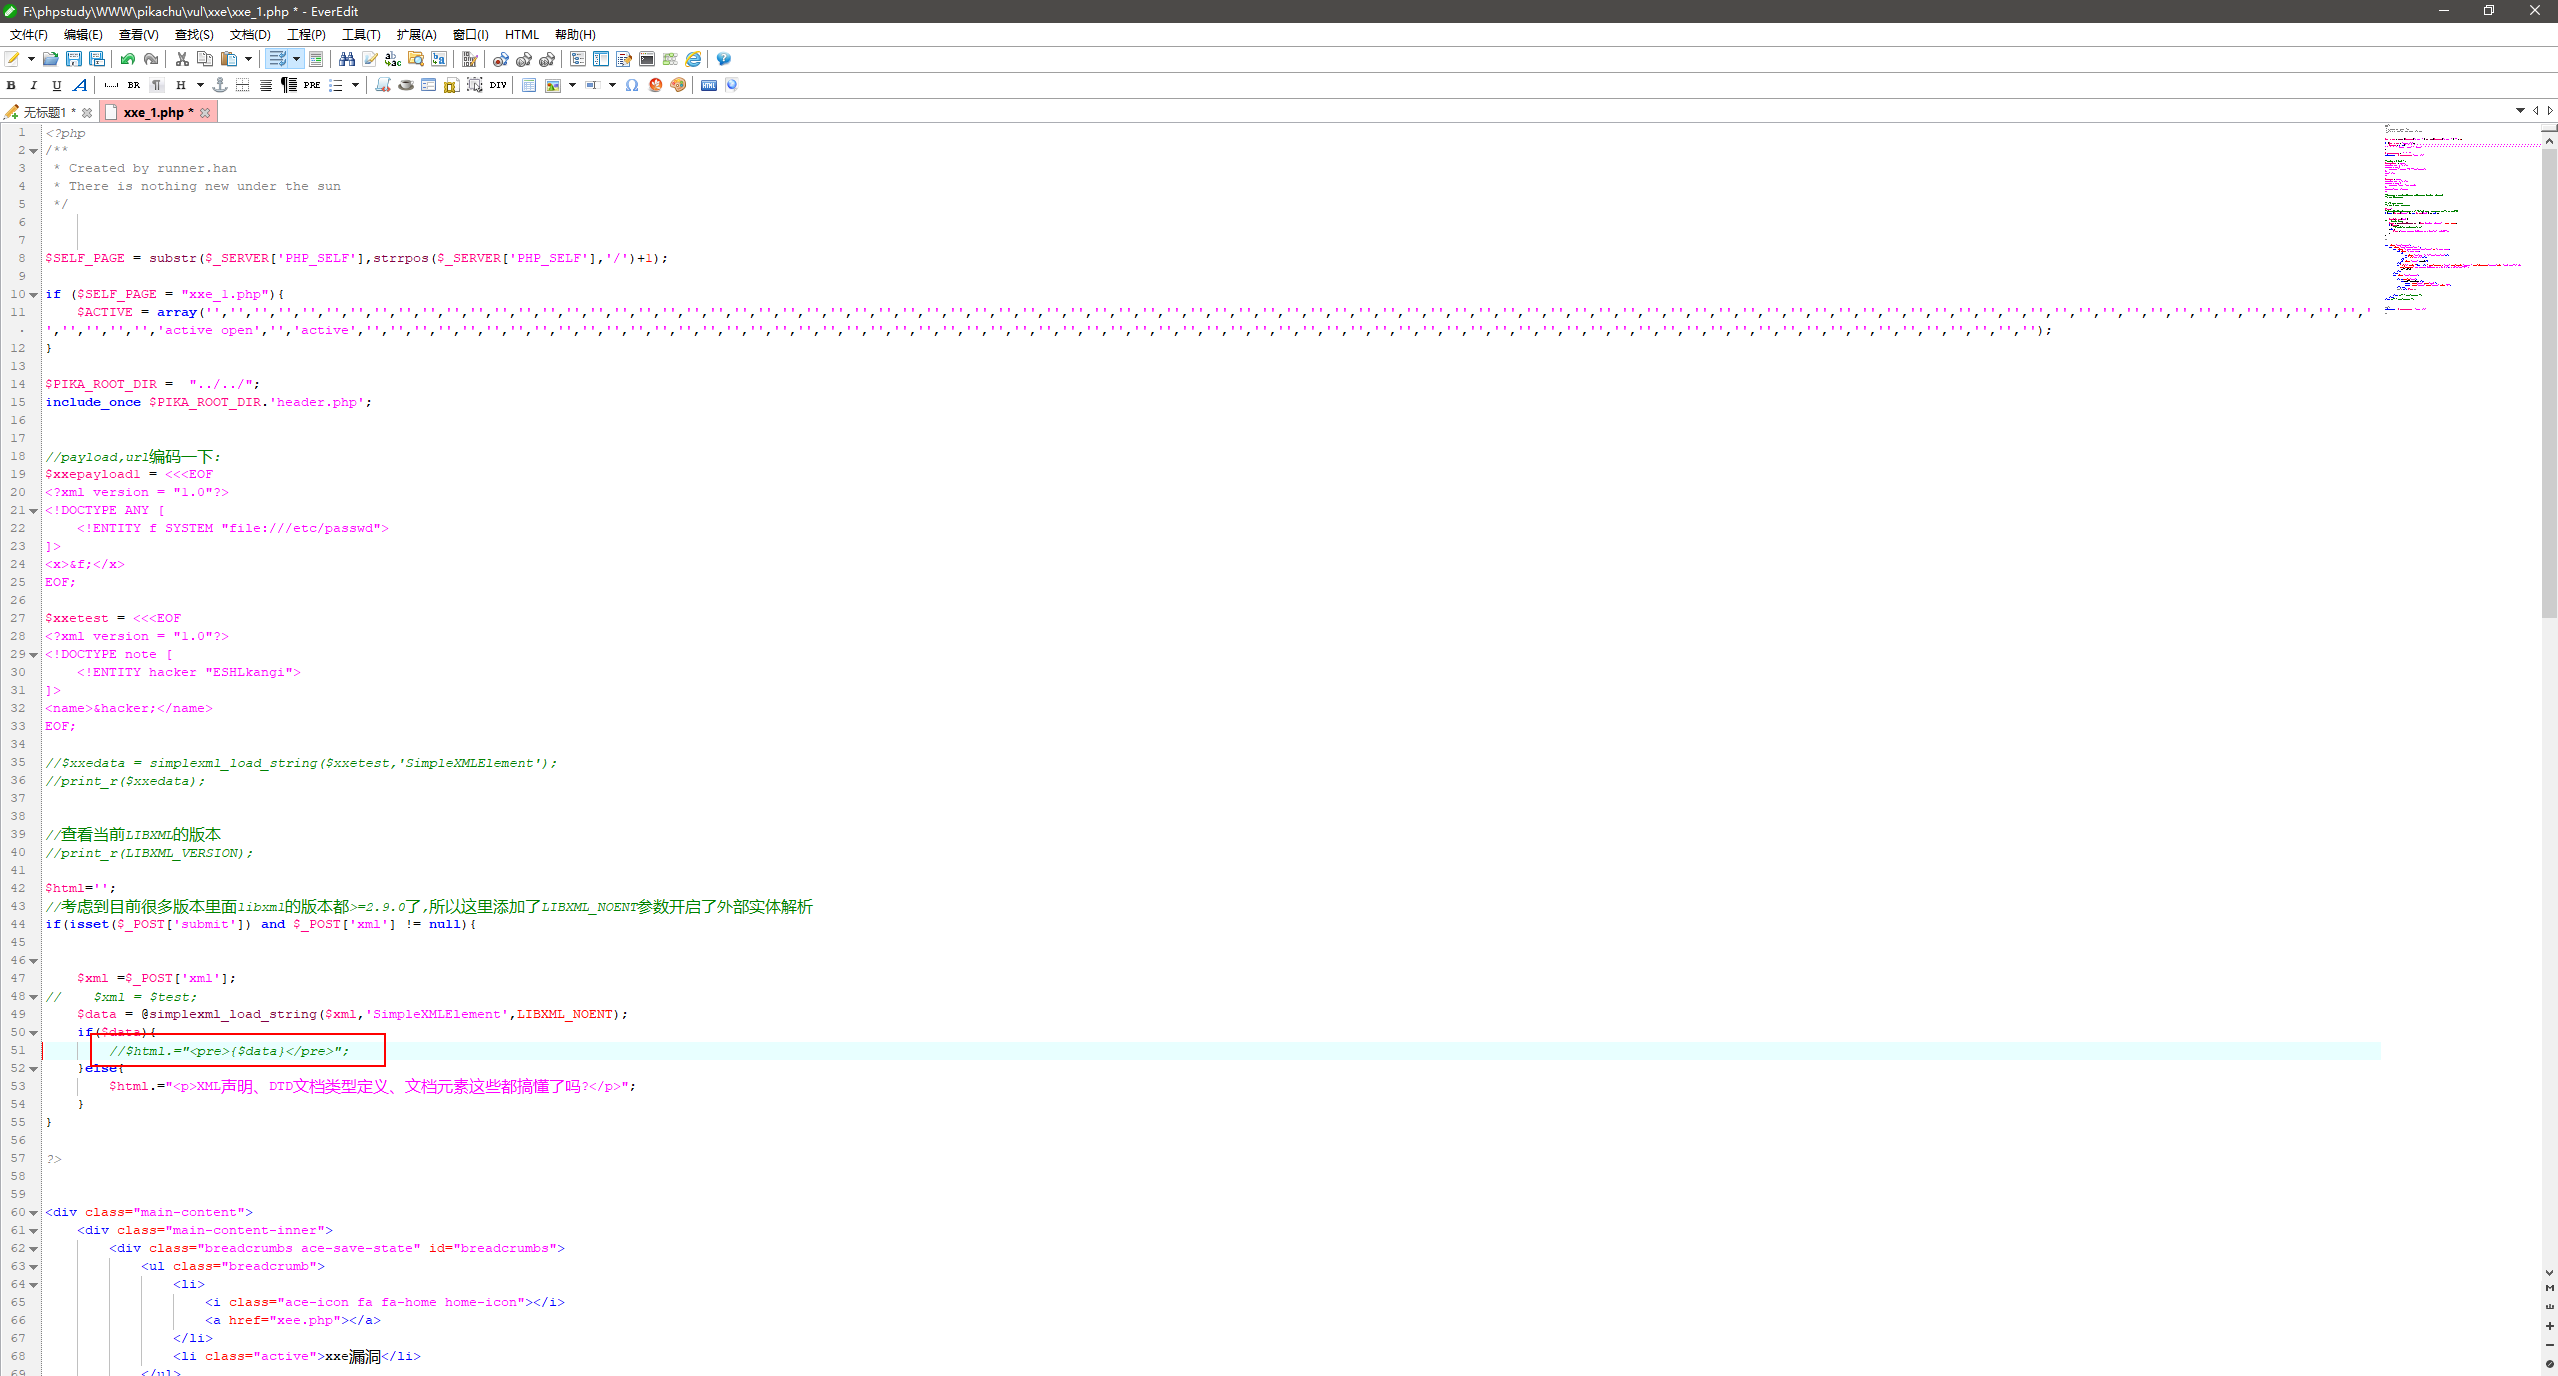 F:\phpstudy\WWW\pikachu\vul\xxe\xxe_1.php * - EverEdit
文件(F) 编辑(E) 查看(V) 查找(S) 文档(D) 工程(P) 工具(T) 扩展(A) 窗口(I) HTML 帮助(H)
B I U A BR ¶ H PRE DIV Ω
无标题1 * xxe_1.php *
1 <?php
2 /**
3 * Created by runner.han
4 * There is nothing new under the sun
5 */
6
7
8 $SELF_PAGE = substr($_SERVER['PHP_SELF'],strrpos($_SERVER['PHP_SELF'],'/')+1);
9
10 if ($SELF_PAGE = "xxe_1.php"){
11 $ACTIVE = array('',
'active open','','active','',
'');
12 }
13
14 $PIKA_ROOT_DIR = "../../";
15 include_once $PIKA_ROOT_DIR.'header.php';
16
17
18 //payload,url编码一下:
19 $xxepayload1 = <<<EOF
20 <?xml version = "1.0"?>
21 <!DOCTYPE ANY [
22 <!ENTITY f SYSTEM "file:///etc/passwd">
23 ]>
24 <x>&f;</x>
25 EOF;
26
27 $xxetest = <<<EOF
28 <?xml version = "1.0"?>
29 <!DOCTYPE note [
30 <!ENTITY hacker "ESHLkangi">
31 ]>
32 <name>&hacker;</name>
33 EOF;
34
35 //$xxedata = simplexml_load_string($xxetest,'SimpleXMLElement');
36 //print_r($xxedata);
37
38
39 //查看当前LIBXML的版本
40 //print_r(LIBXML_VERSION);
41
42 $html='';
43 //考虑到目前很多版本里面libxml的版本都>=2.9.0了,所以这里添加了LIBXML_NOENT参数开启了外部实体解析
44 if(isset($_POST['submit']) and $_POST['xml'] != null){
45
46
47 $xml =$_POST['xml'];
48 // $xml = $test;
49 $data = @simplexml_load_string($xml,'SimpleXMLElement',LIBXML_NOENT);
50 if($data){
51 //$html.="<pre>{$data}</pre>";
52 }else{
53 $html.="<p>XML声明、DTD文档类型定义、文档元素这些都搞懂了吗?</p>";
54 }
55 }
56
57 ?>
58
59
60 <div class="main-content">
61 <div class="main-content-inner">
62 <div class="breadcrumbs ace-save-state" id="breadcrumbs">
63 <ul class="breadcrumb">
64 <li>
65 <i class="ace-icon fa fa-home home-icon"></i>
66 <a href="xee.php"></a>
67 </li>
68 <li class="active">xxe漏洞</li>
69 </ul>